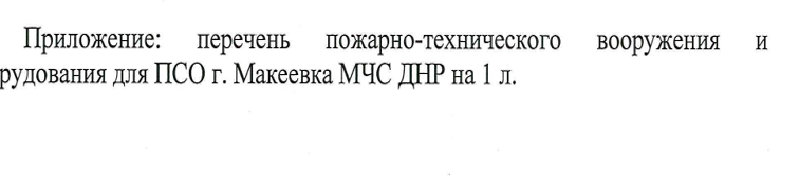 Приложение: перечень пожарно-технического вооружения и
рудования для ПСО г. Макеевка МЧС ДНР на 1 л.